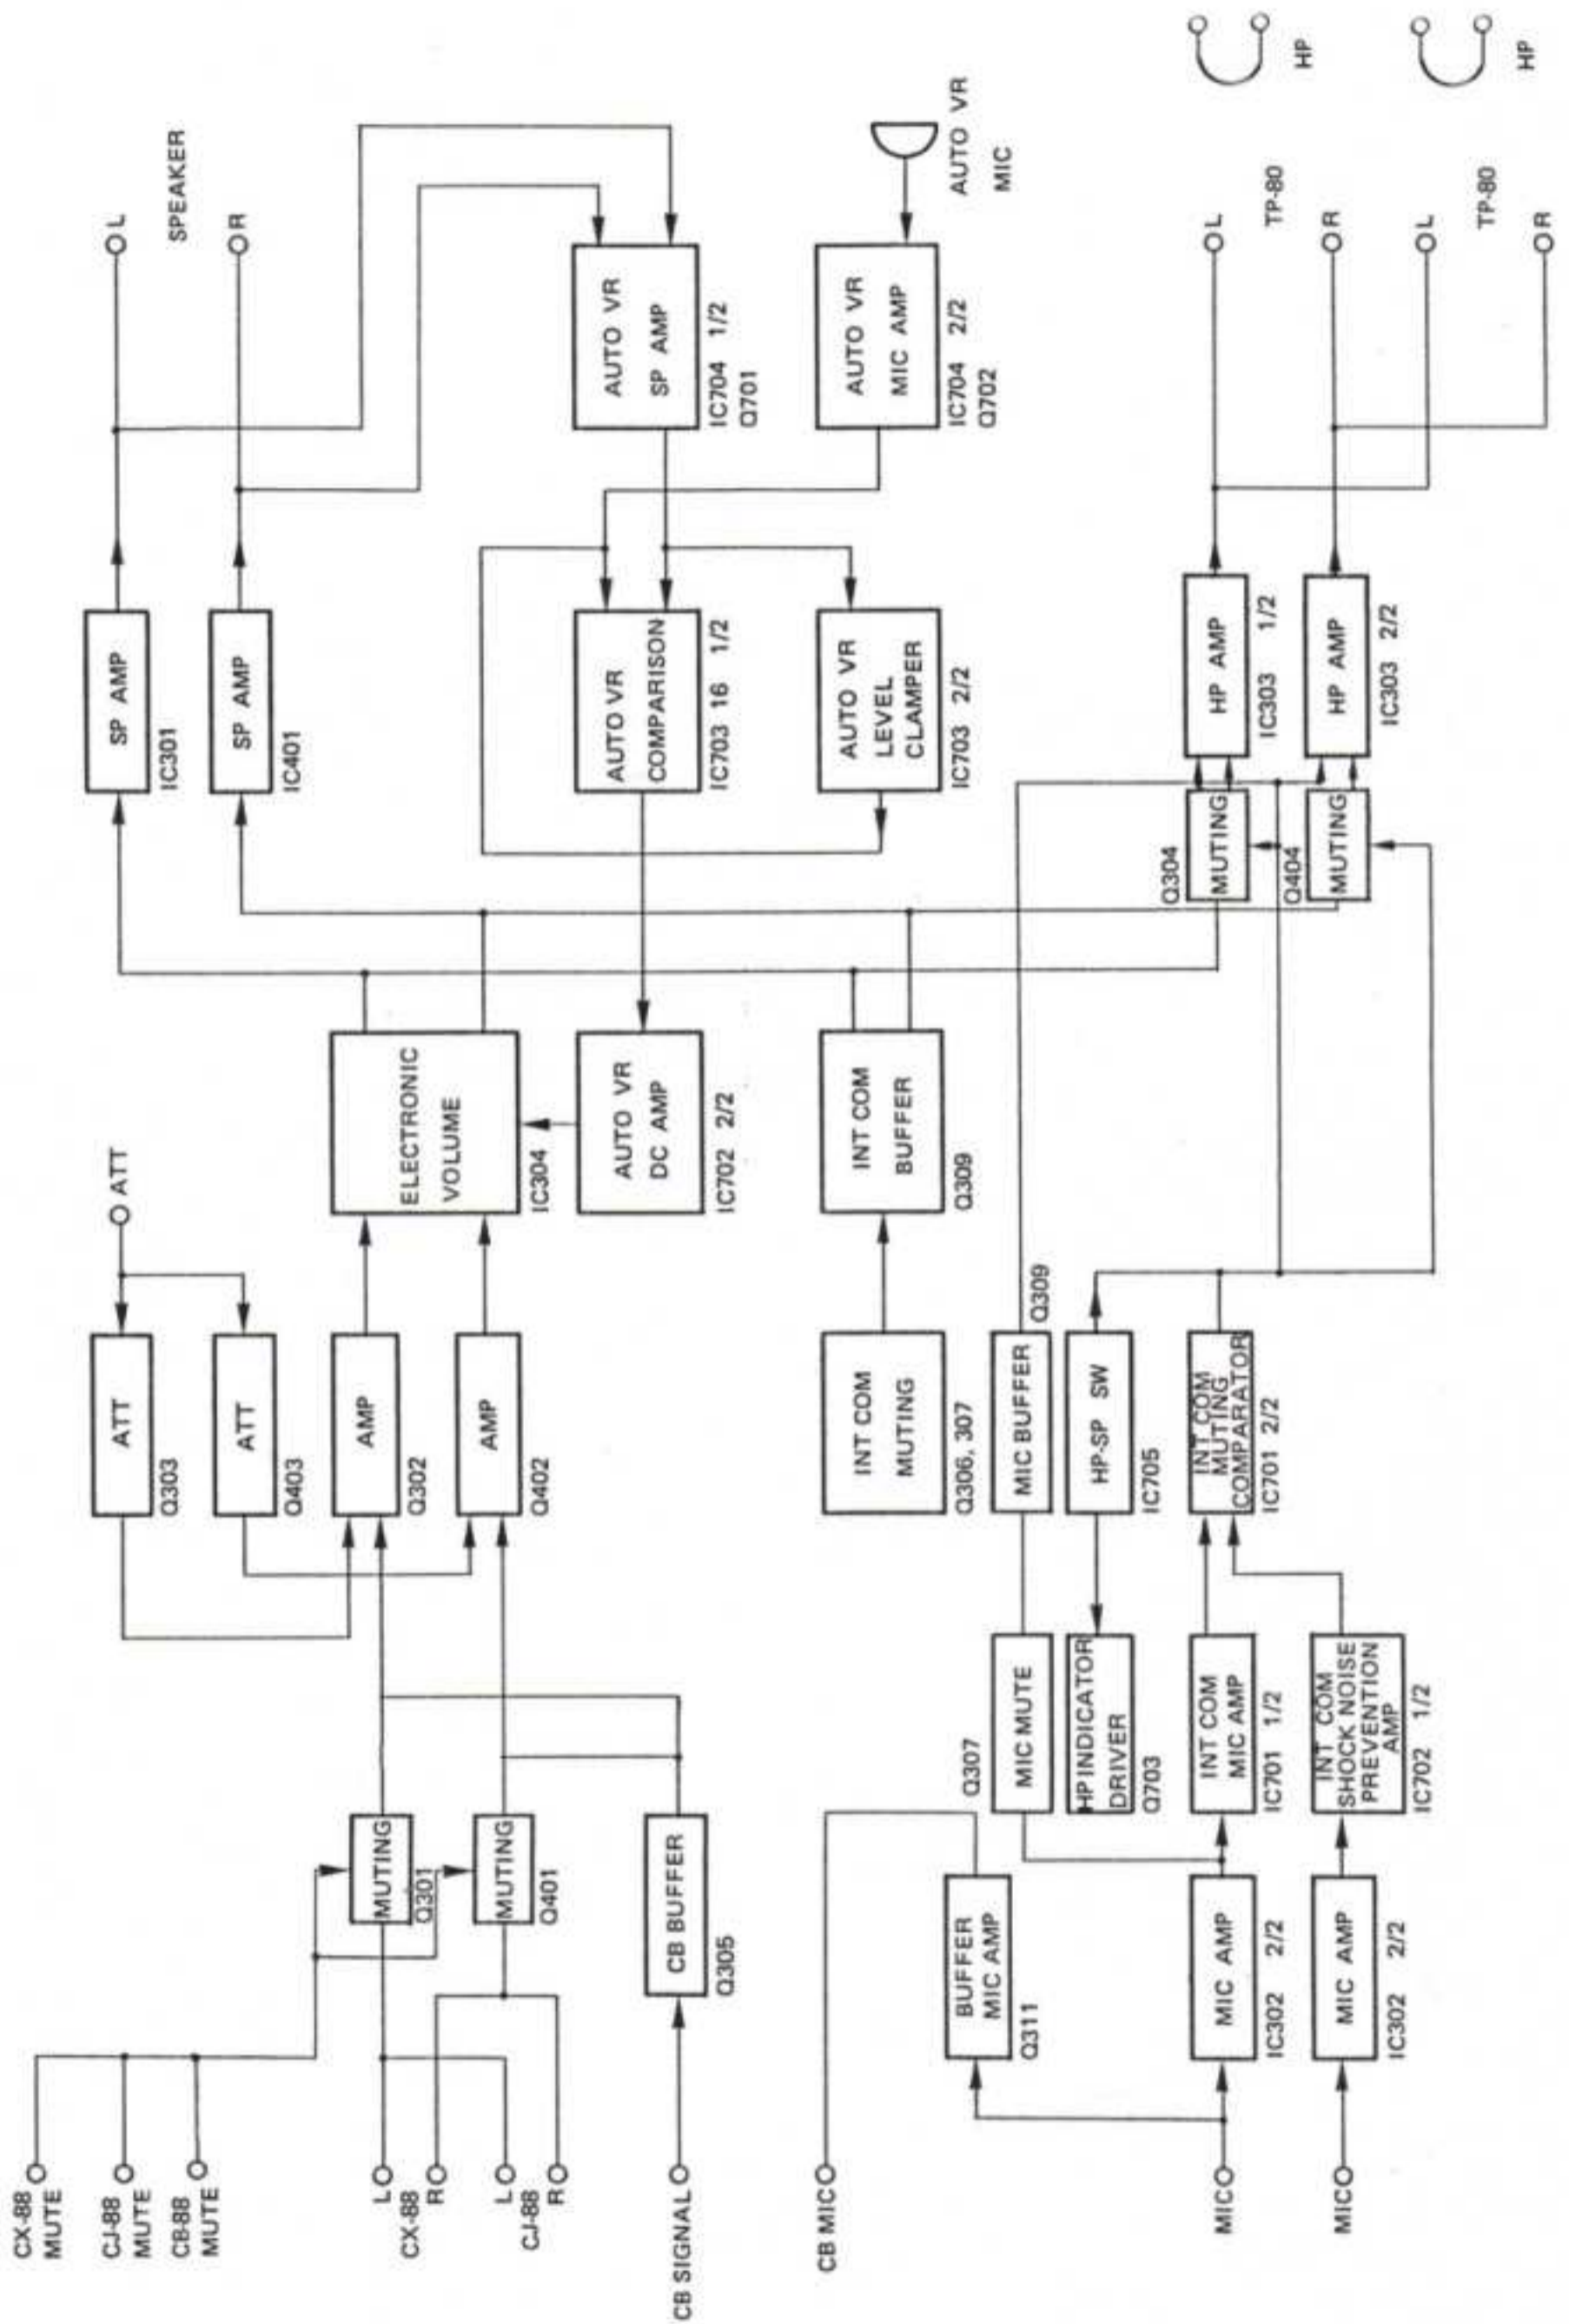 CX-88
MUTE
CJ-88
MUTE
CB-88
MUTE
L
CX-88
R
L
CJ-88
R
CB SIGNAL
MUTING
Q301
MUTING
Q401
CB BUFFER
Q305
ATT
ATT
Q303
ATT
Q403
AMP
Q302
AMP
Q402
ELECTRONIC
VOLUME
IC304
AUTO VR
DC AMP
IC702 2/2
SP AMP
IC301
SP AMP
IC401
L
SPEAKER
R
AUTO VR
COMPARISON
IC703 16 1/2
AUTO VR
LEVEL
CLAMPER
IC703 2/2
AUTO VR
SP AMP
IC704 1/2
Q701
AUTO VR
MIC AMP
IC704 2/2
Q702
AUTO VR
MIC
CB MIC
BUFFER
MIC AMP
Q311
MIC
MIC AMP
IC302 2/2
MIC
MIC AMP
IC302 2/2
Q307
MIC MUTE
HP INDICATOR
DRIVER
Q703
INT COM
MIC AMP
IC701 1/2
INT COM
SHOCK NOISE
PREVENTION
AMP
IC702 1/2
INT COM
MUTING
Q306, 307
MIC BUFFER
Q309
HP-SP SW
IC705
INT COM
MUTING
COMPARATOR
IC701 2/2
INT COM
BUFFER
Q309
Q304
MUTING
Q404
MUTING
HP AMP
IC303 1/2
HP AMP
IC303 2/2
L
TP-80
R
L
TP-80
R
HP
HP